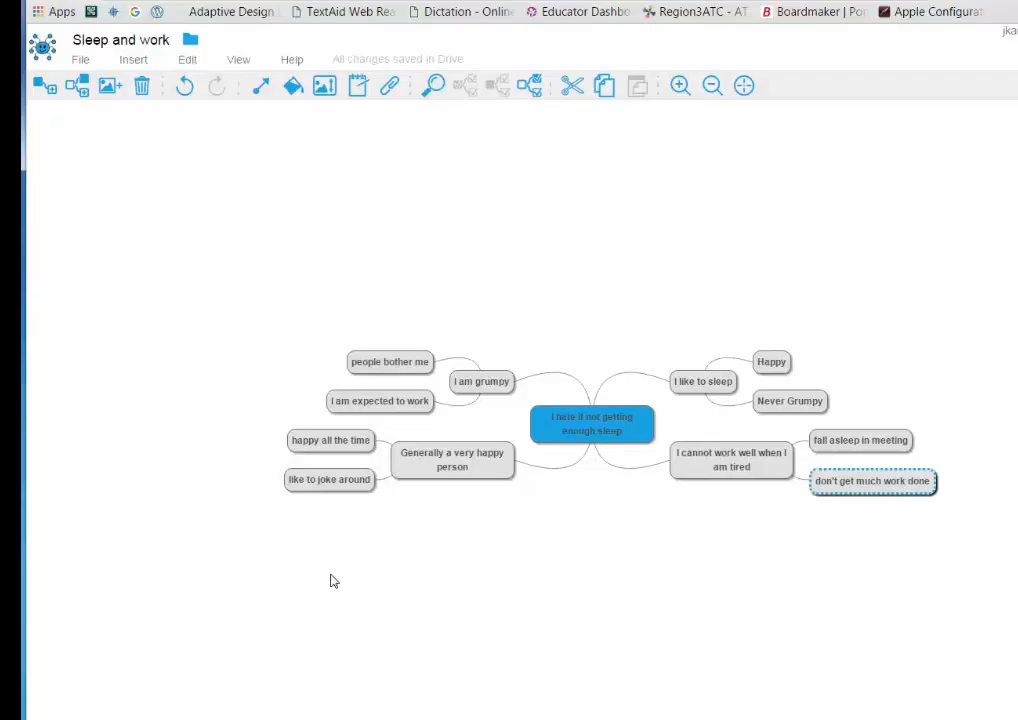 Apps
Adaptive Design
TextAid Web Rea
Dictation - Online
Educator Dashbo
Region3ATC - AT
Boardmaker | Po
Apple Configurat
Sleep and work
jka
File Insert Edit View Help All changes saved in Drive
people bother me
I am grumpy
I am expected to work
happy all the time
Generally a very happy
person
like to joke around
I hate it not getting
enough sleep
Happy
I like to sleep
Never Grumpy
I cannot work well when I
am tired
fall asleep in meeting
don't get much work done